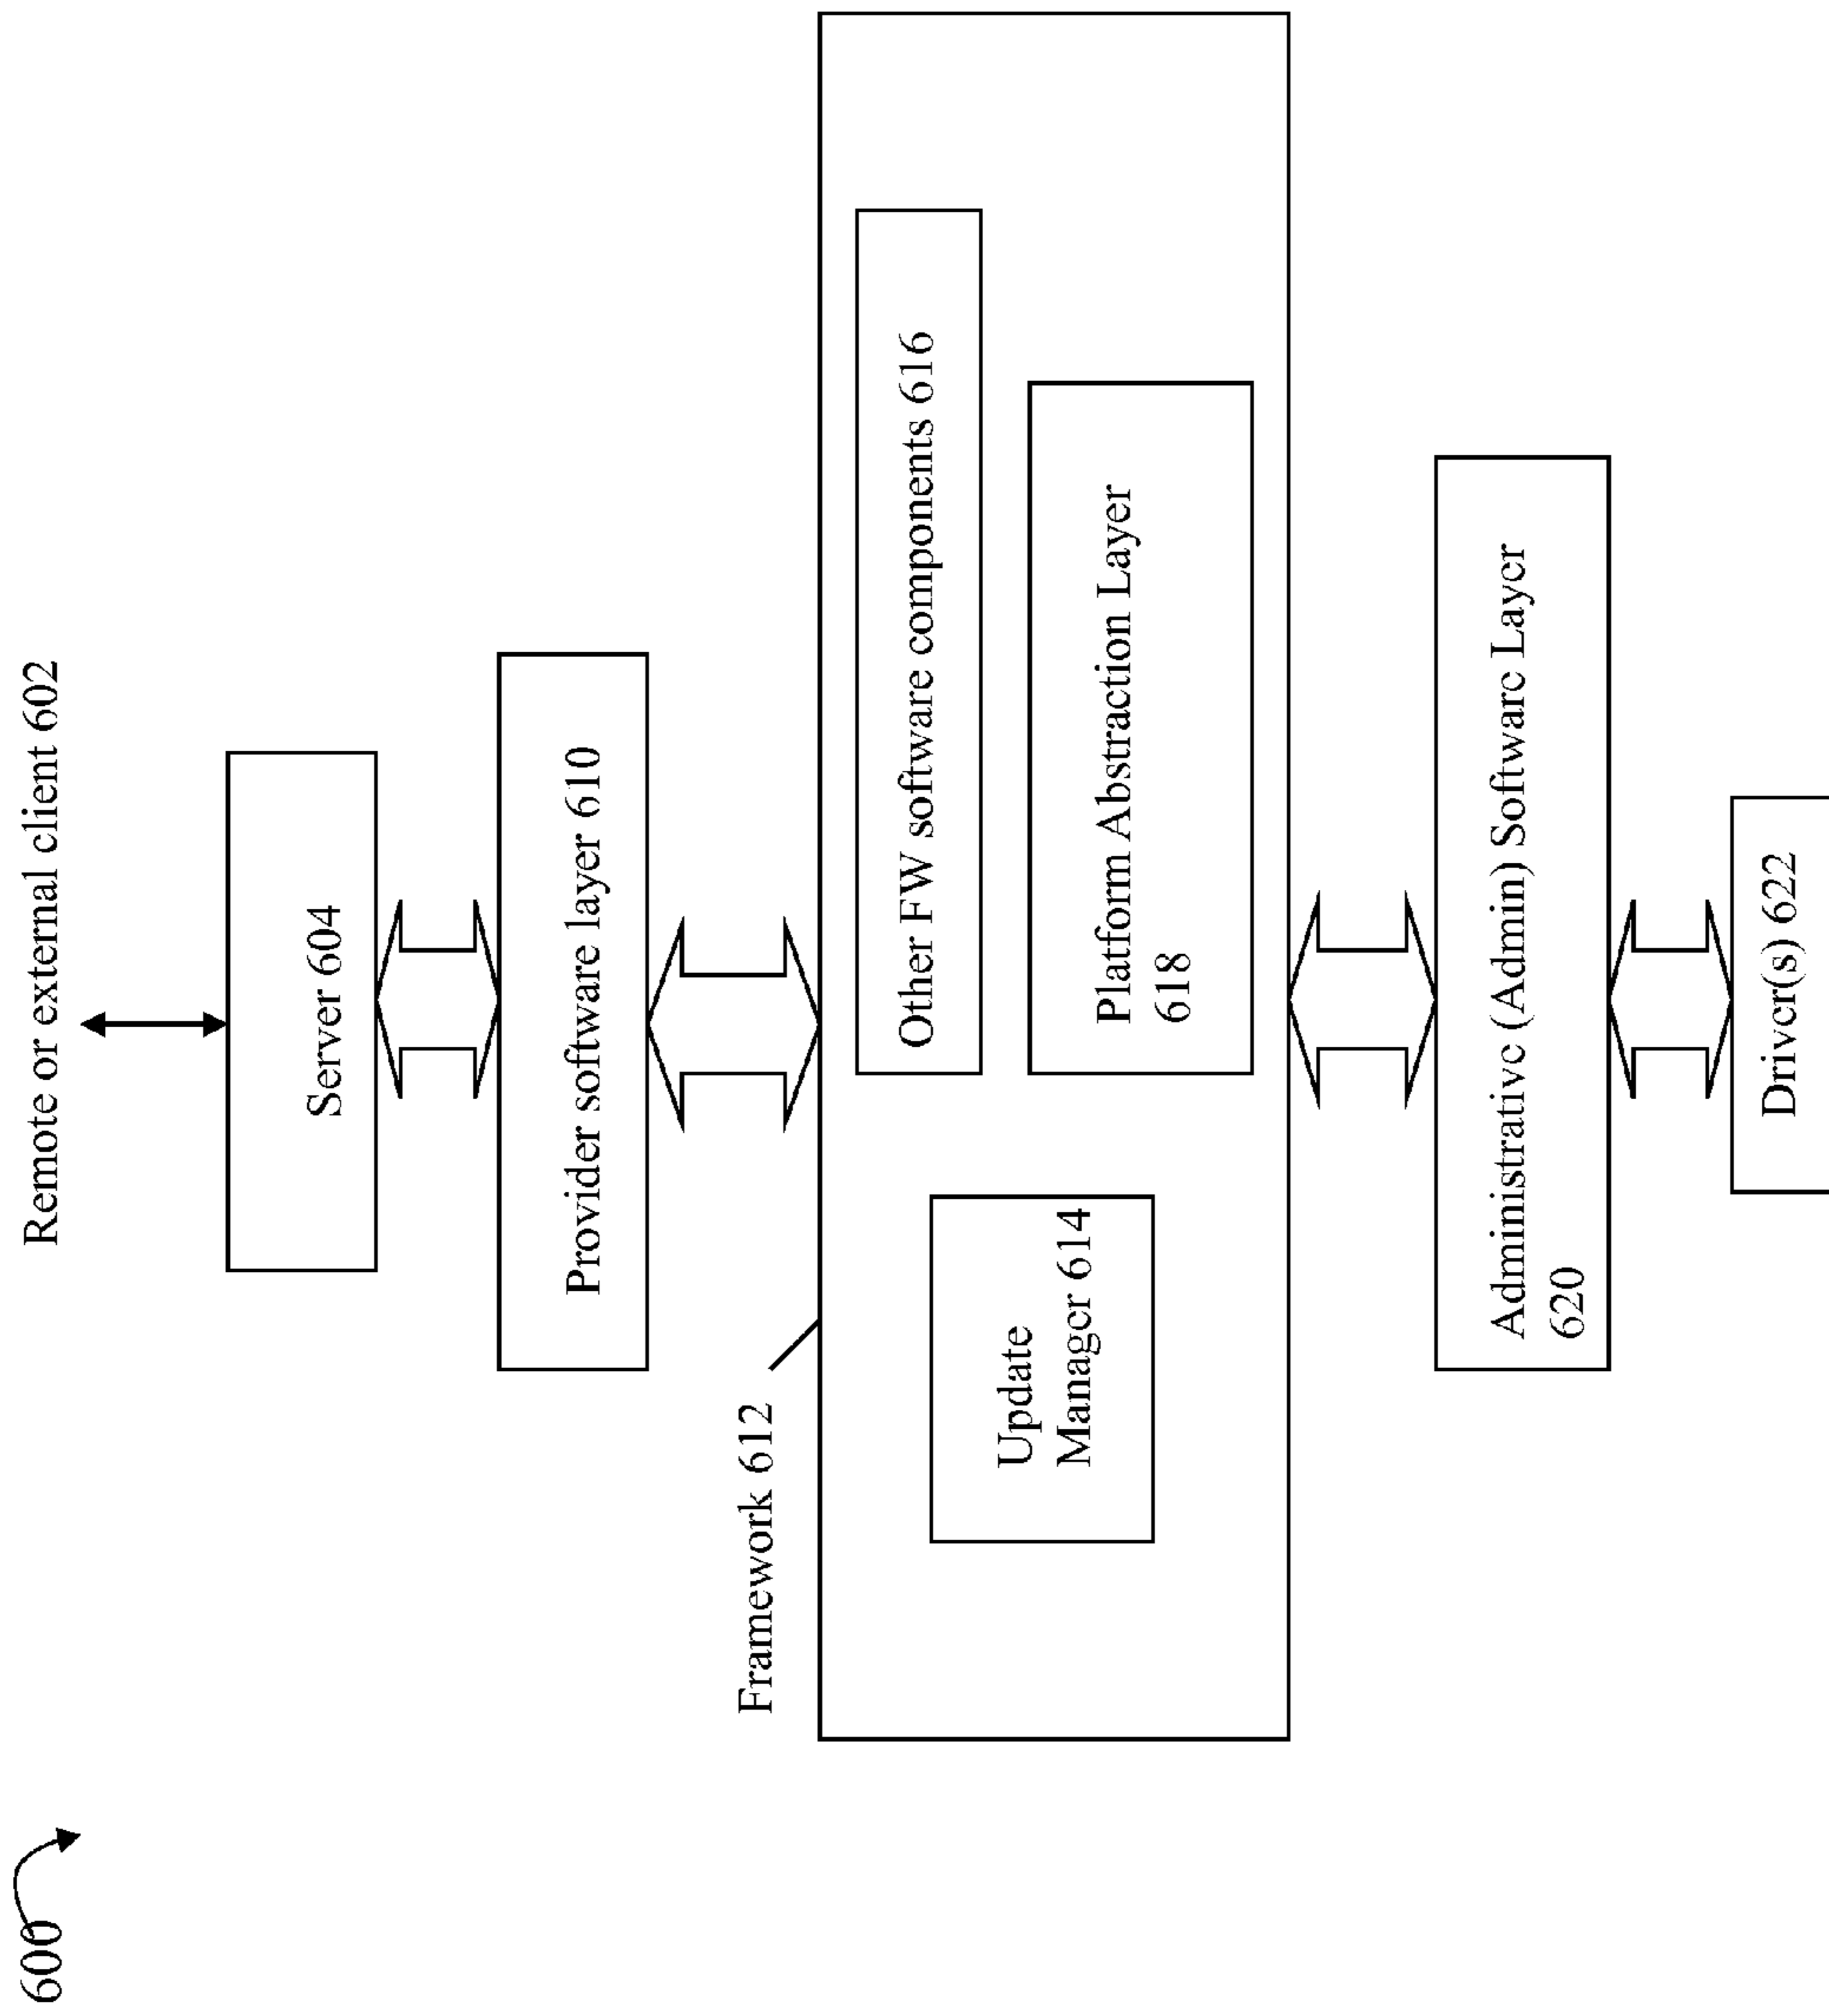 600
Remote or external client 602
Server 604
Provider software layer 610
Framework 612
Other FW software components 616
Update
Manager 614
Platform Abstraction Layer
618
Administrative (Admin) Software Layer
620
Driver(s) 622